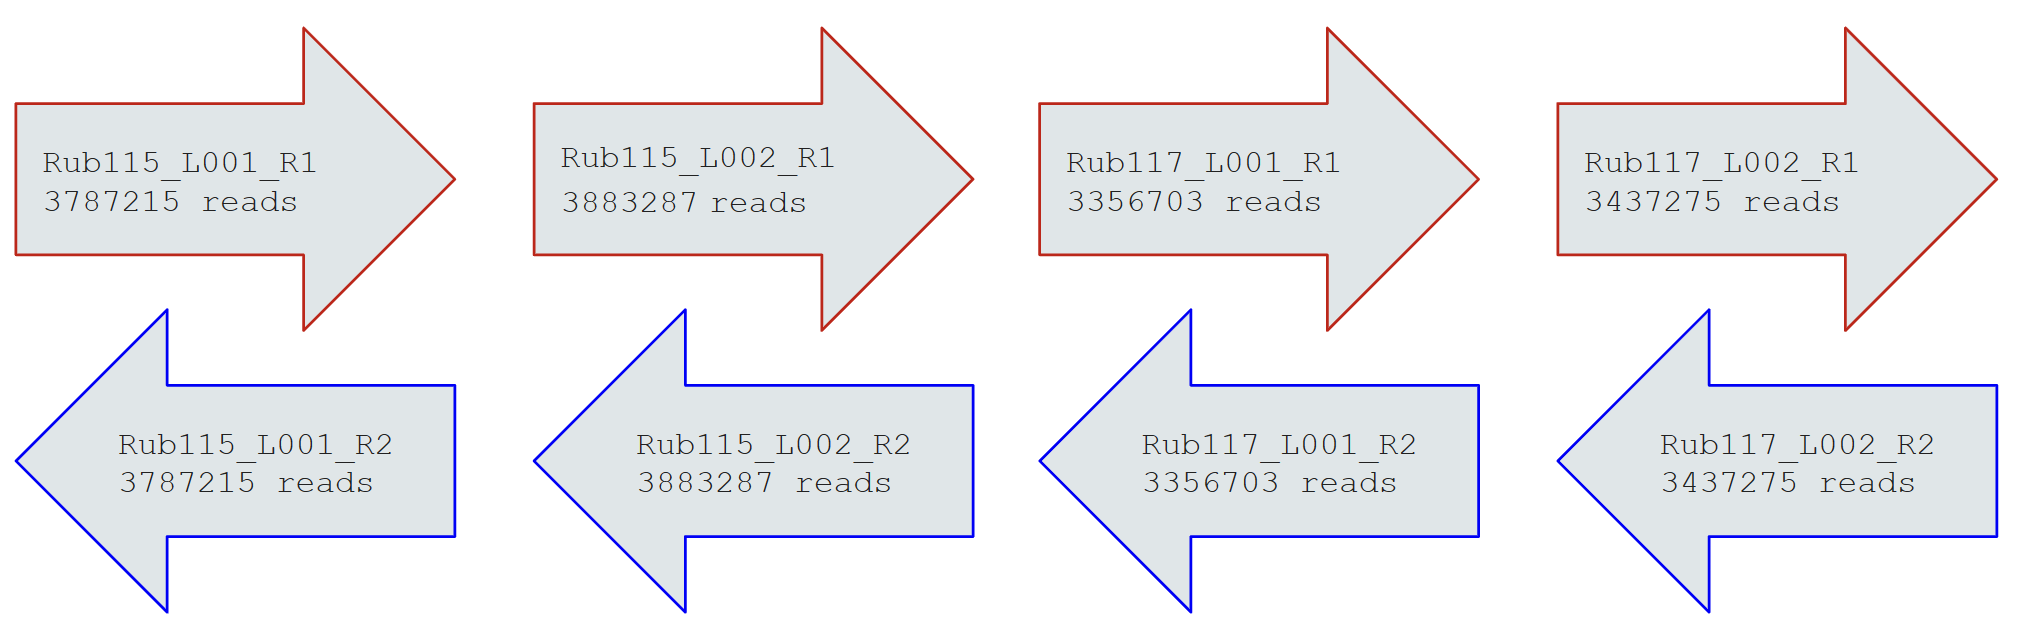 Rub115_L001_R1
3787215 reads
Rub115_L002_R1
3883287 reads
Rub117_L001_R1
3356703 reads
Rub117_L002_R1
3437275 reads
Rub115_L001_R2
3787215 reads
Rub115_L002_R2
3883287 reads
Rub117_L001_R2
3356703 reads
Rub117_L002_R2
3437275 reads